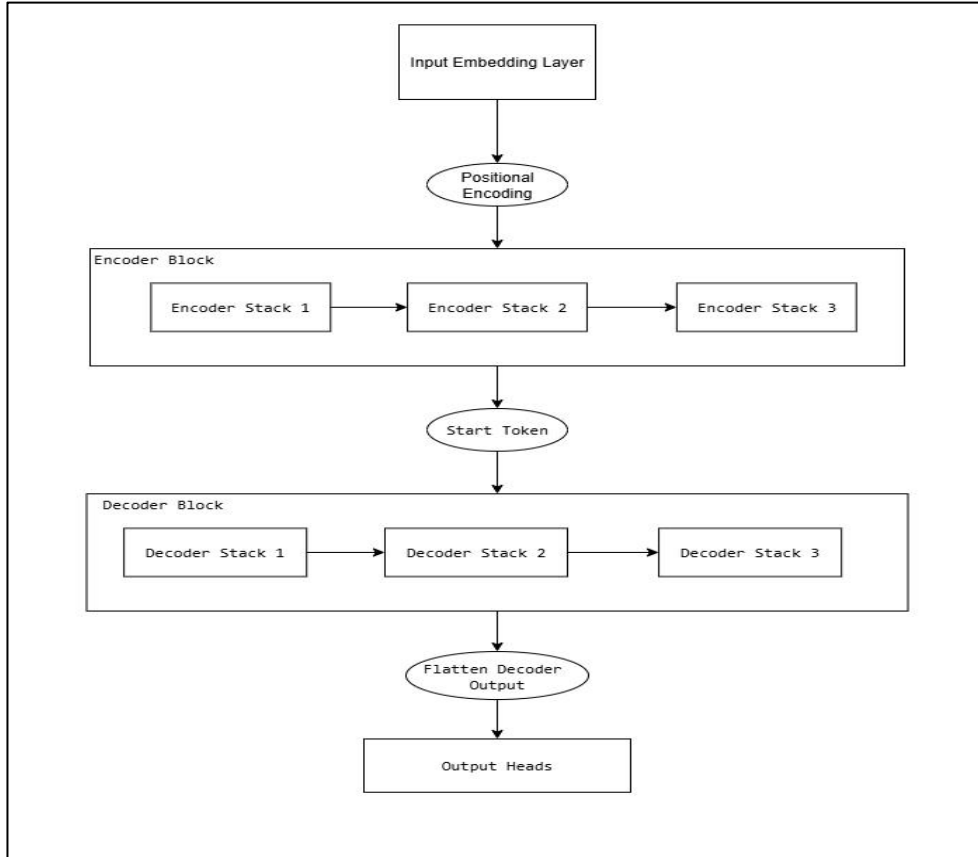 Input Embedding Layer
Positional
Encoding
Encoder Block
Encoder Stack 1
Encoder Stack 2
Encoder Stack 3
Start Token
Decoder Block
Decoder Stack 1
Decoder Stack 2
Decoder Stack 3
Flatten Decoder
Output
Output Heads